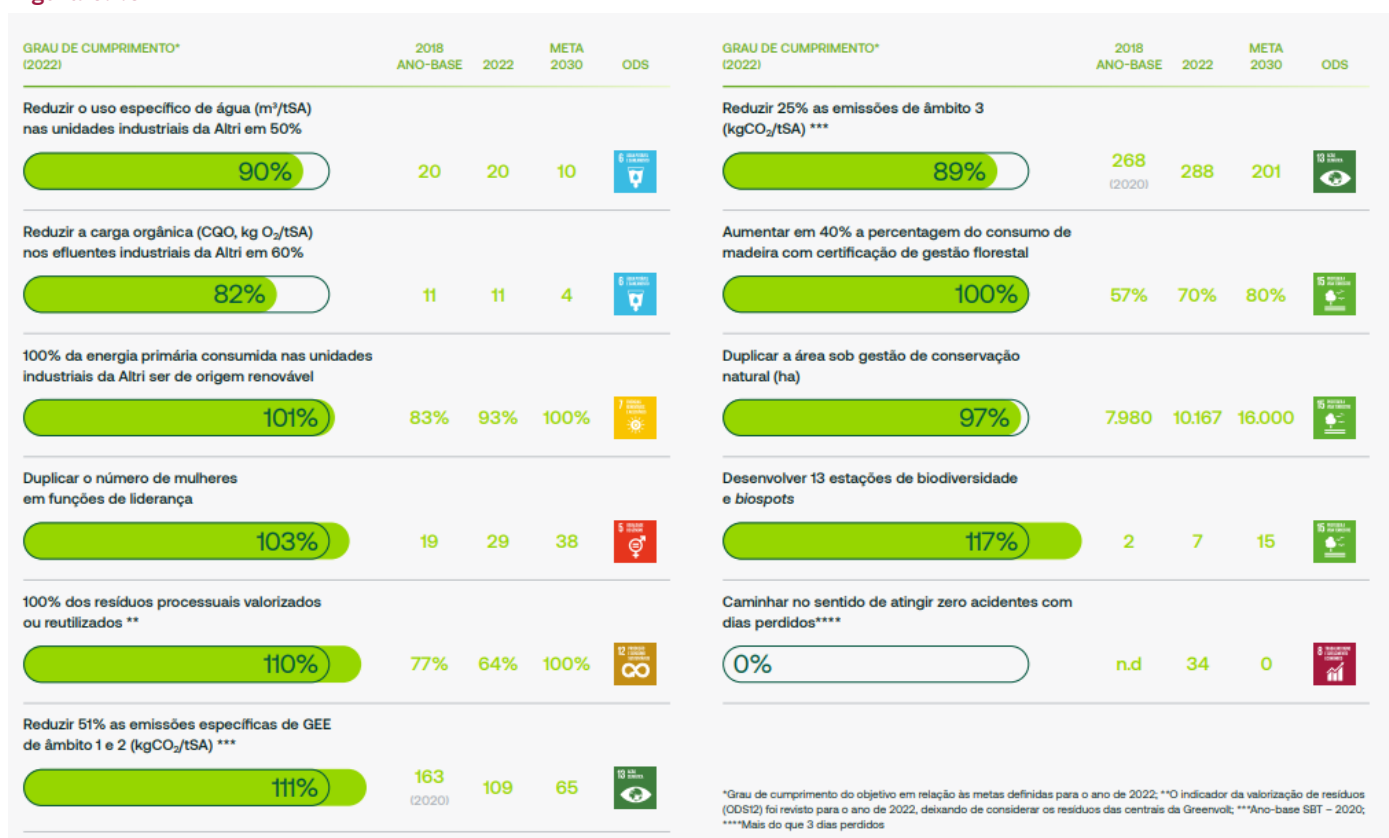 GRAU DE CUMPRIMENTO*
(2022)
2018
ANO-BASE
2022
META
2030
ODS
Reduzir o uso específico de água (m³/tSA)
nas unidades industriais da Altri em 50%
90%
20
20
10
6
Reduzir a carga orgânica (CQO, kg O₂/tSA)
nos efluentes industriais da Altri em 60%
82%
11
11
4
6
100% da energia primária consumida nas unidades
industriais da Altri ser de origem renovável
101%
83%
93%
100%
7
Duplicar o número de mulheres
em funções de liderança
103%
19
29
38
5
100% dos resíduos processuais valorizados
ou reutilizados **
110%
77%
64%
100%
12
Reduzir 51% as emissões específicas de GEE
de âmbito 1 e 2 (kgCO₂/tSA) ***
111%
163
(2020)
109
65
13
GRAU DE CUMPRIMENTO*
(2022)
2018
ANO-BASE
2022
META
2030
ODS
Reduzir 25% as emissões de âmbito 3
(kgCO₂/tSA) ***
89%
268
(2020)
288
201
13
Aumentar em 40% a percentagem do consumo de
madeira com certificação de gestão florestal
100%
57%
70%
80%
15
Duplicar a área sob gestão de conservação
natural (ha)
97%
7.980
10.167
16.000
15
Desenvolver 13 estações de biodiversidade
e biospots
117%
2
7
15
15
Caminhar no sentido de atingir zero acidentes com
dias perdidos****
0%
n.d
34
0
8
*Grau de cumprimento do objetivo em relação às metas definidas para o ano de 2022; **O indicador da valorização de resíduos
(ODS12) foi revisto para o ano de 2022, deixando de considerar os resíduos das centrais da Greenvolt; ***Ano-base SBT – 2020;
****Mais do que 3 dias perdidos